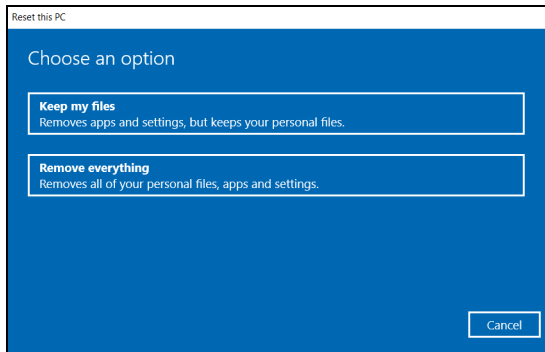 Reset this PC
Choose an option
Keep my files
Removes apps and settings, but keeps your personal files.
Remove everything
Removes all of your personal files, apps and settings.
Cancel